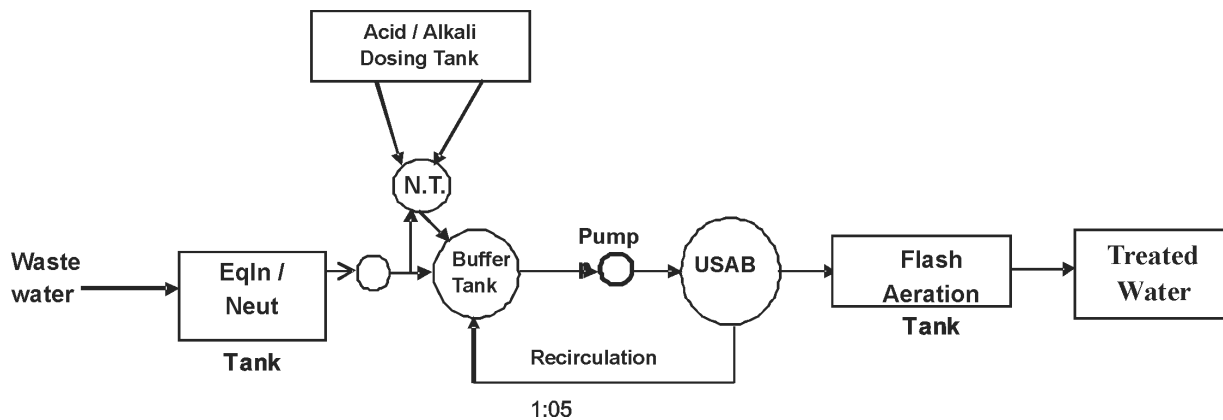 Acid / Alkali
Dosing Tank
N.T.
Waste
water
EqIn /
Neut
Tank
Buffer
Tank
Pump
USAB
Flash
Aeration
Tank
Treated
Water
Recirculation
1:05